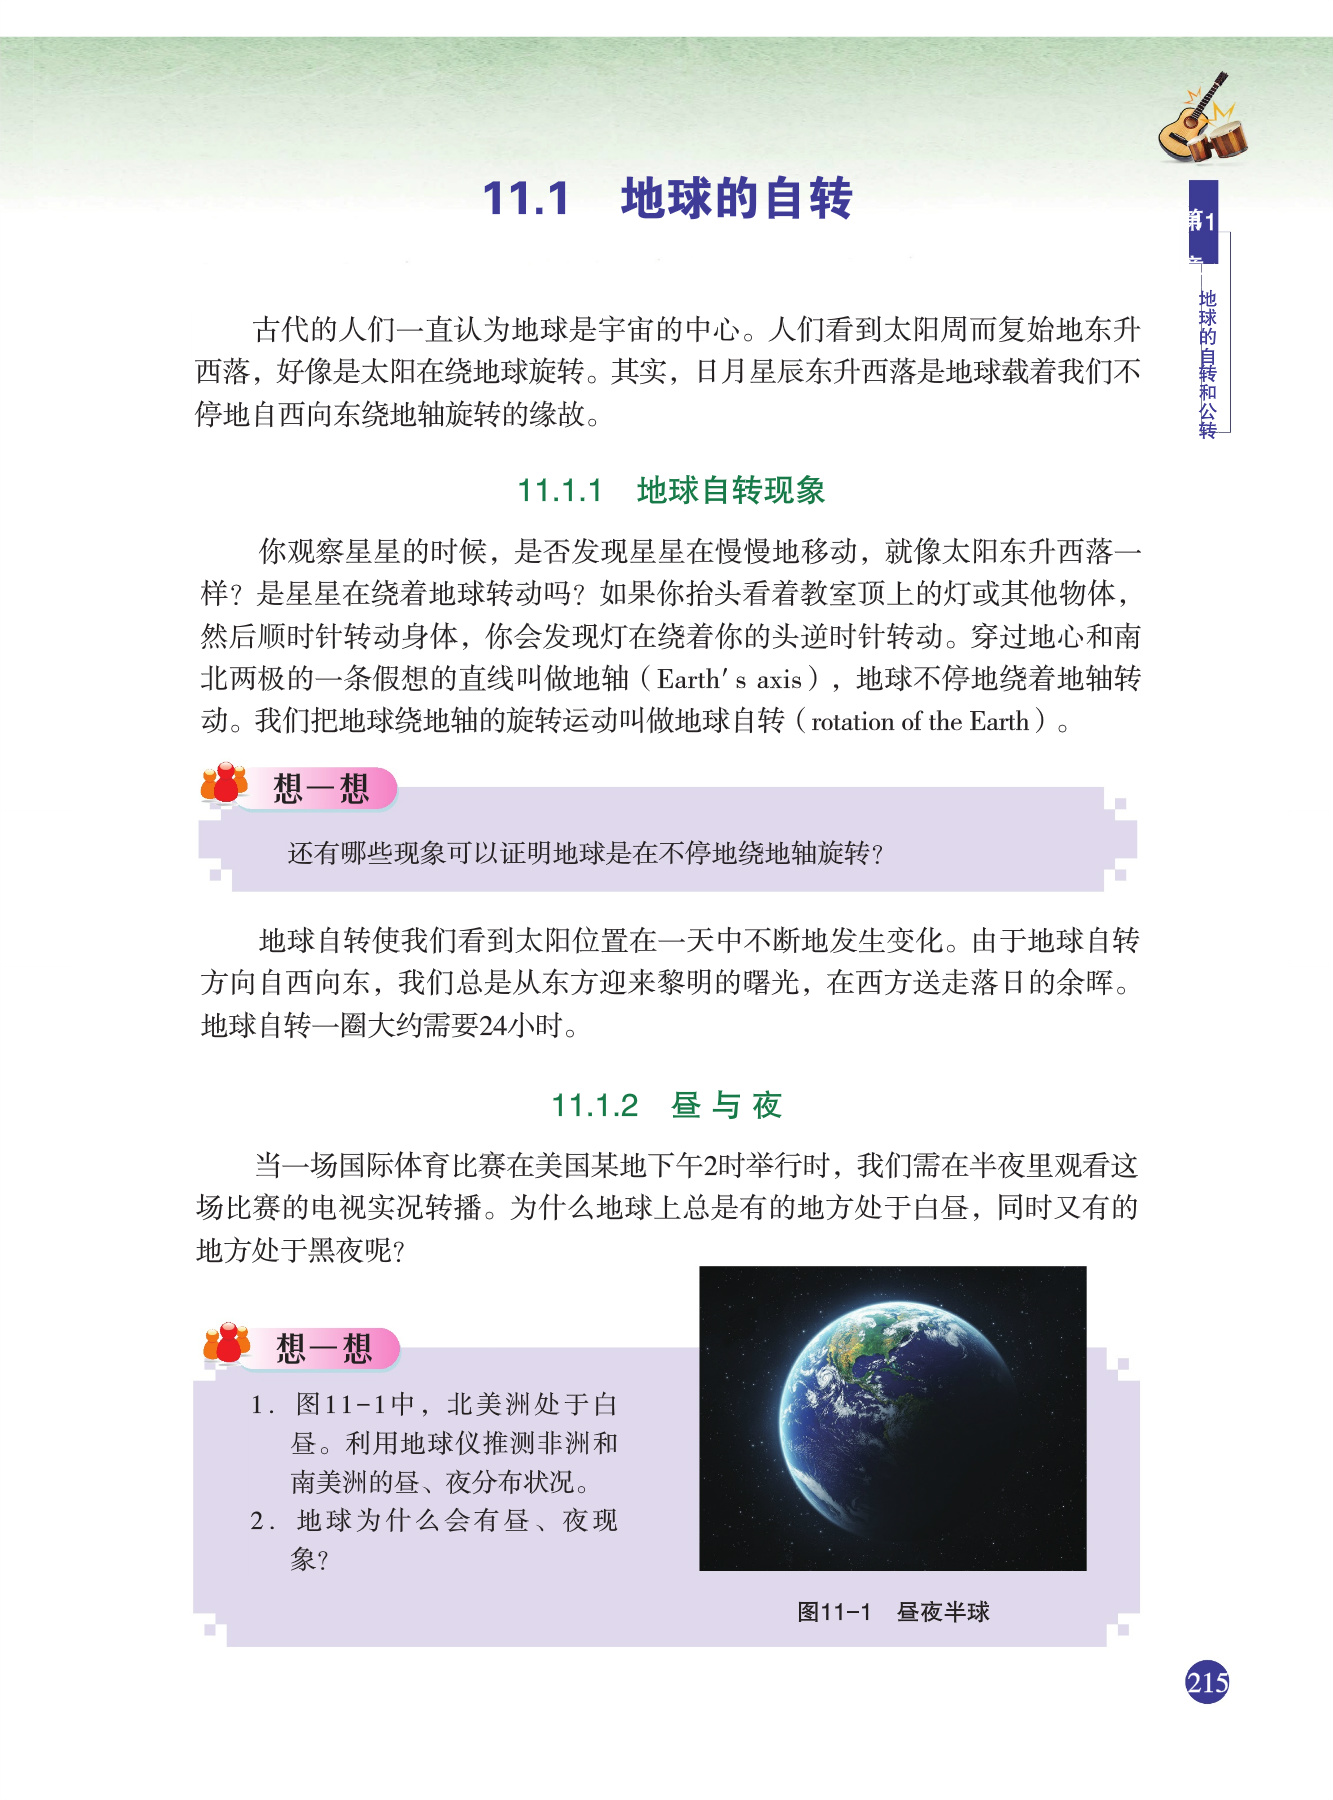 11.1 地球的自转
第11
章
地球的自转和公转
古代的人们一直认为地球是宇宙的中心。人们看到太阳周而复始地东升
西落，好像是太阳在绕地球旋转。其实，日月星辰东升西落是地球载着我们不
停地自西向东绕地轴旋转的缘故。
11.1.1 地球自转现象
你观察星星的时候，是否发现星星在慢慢地移动，就像太阳东升西落一
样？是星星在绕着地球转动吗？如果你抬头看着教室顶上的灯或其他物体，
然后顺时针转动身体，你会发现灯在绕着你的头逆时针转动。穿过地心和南
北两极的一条假想的直线叫做地轴（Earth's axis），地球不停地绕着地轴转
动。我们把地球绕地轴的旋转运动叫做地球自转（rotation of the Earth）。
想一想
还有哪些现象可以证明地球是在不停地绕地轴旋转？
地球自转使我们看到太阳位置在一天中不断地发生变化。由于地球自转
方向自西向东，我们总是从东方迎来黎明的曙光，在西方送走落日的余晖。
地球自转一圈大约需要24小时。
11.1.2 昼与夜
当一场国际体育比赛在美国某地下午2时举行时，我们需在半夜里观看这
场比赛的电视实况转播。为什么地球上总是有的地方处于白昼，同时又有的
地方处于黑夜呢？
想一想
1. 图11-1中，北美洲处于白
昼。利用地球仪推测非洲和
南美洲的昼、夜分布状况。
2. 地球为什么会有昼、夜现
象？
图11-1 昼夜半球
215